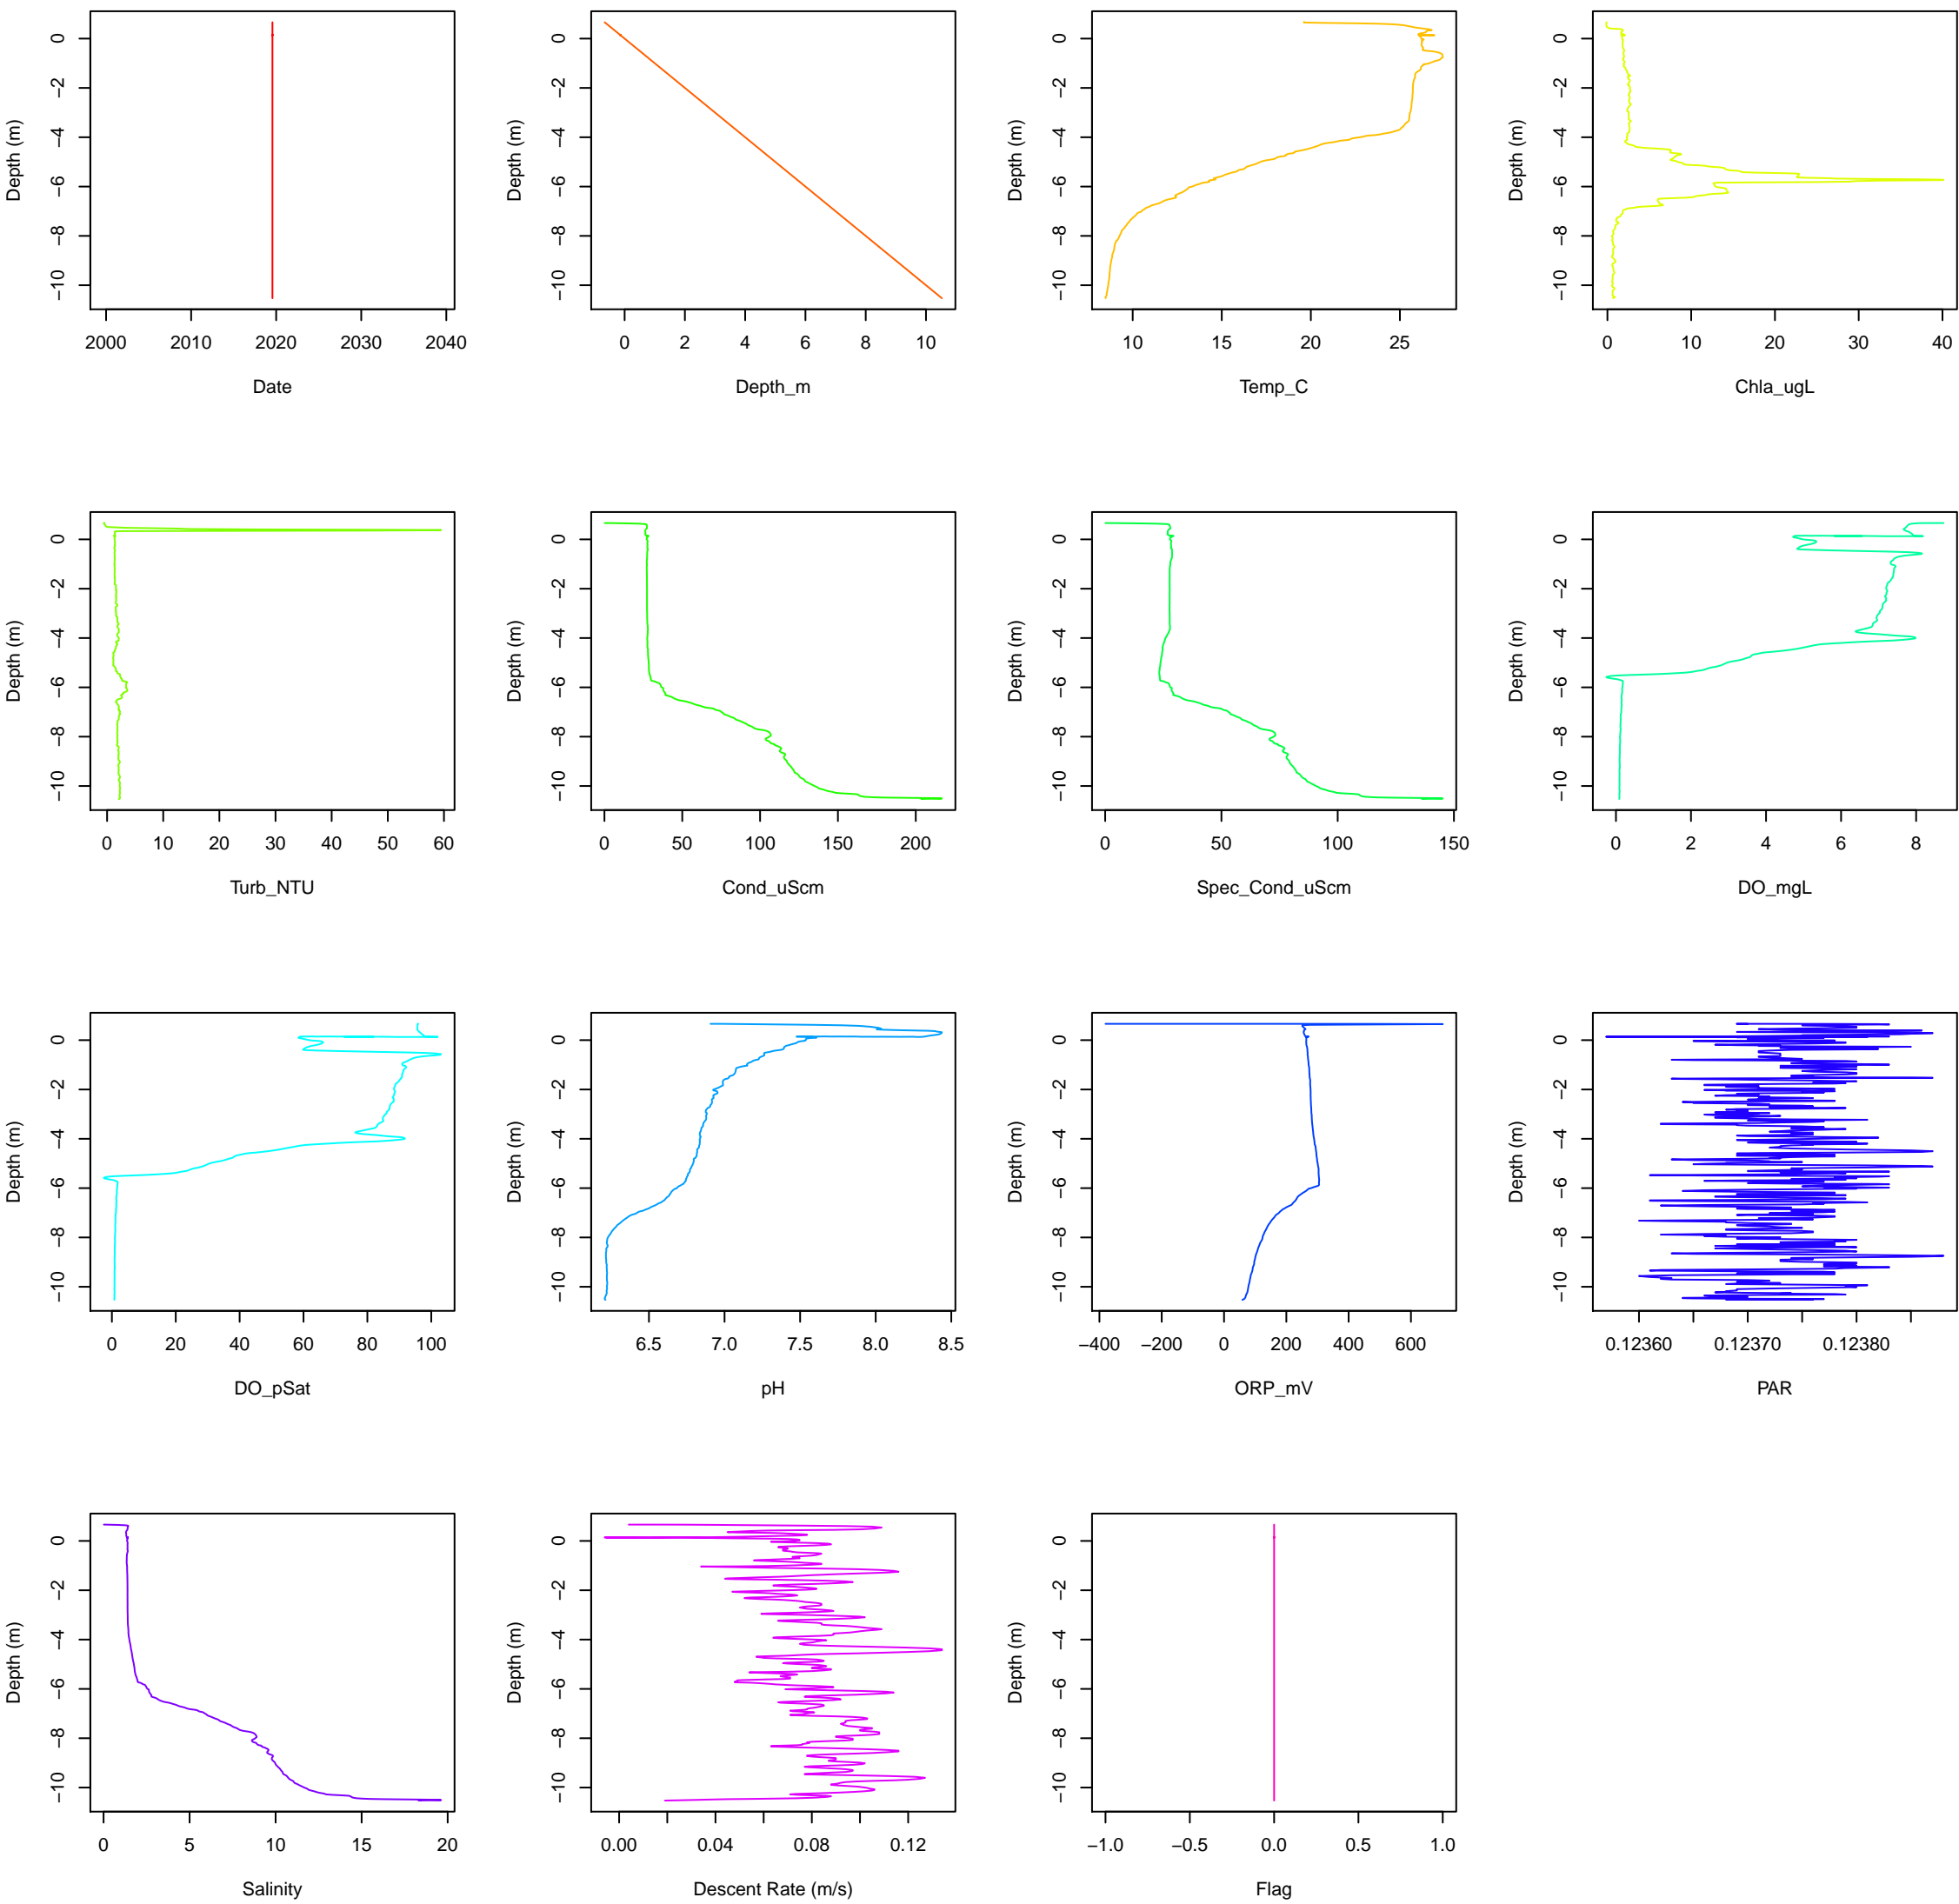 Depth (m)
0
−2
−4
−6
−8
−10
2000 2010 2020 2030 2040
Date
Depth (m)
0
−2
−4
−6
−8
−10
0 2 4 6 8 10
Depth_m
Depth (m)
0
−2
−4
−6
−8
−10
10 15 20 25
Temp_C
Depth (m)
0
−2
−4
−6
−8
−10
0 10 20 30 40
Chla_ugL
Depth (m)
0
−2
−4
−6
−8
−10
0 10 20 30 40 50 60
Turb_NTU
Depth (m)
0
−2
−4
−6
−8
−10
0 50 100 150 200
Cond_uScm
Depth (m)
0
−2
−4
−6
−8
−10
0 50 100 150
Spec_Cond_uScm
Depth (m)
0
−2
−4
−6
−8
−10
0 2 4 6 8
DO_mgL
Depth (m)
0
−2
−4
−6
−8
−10
0 20 40 60 80 100
DO_pSat
Depth (m)
0
−2
−4
−6
−8
−10
6.5 7.0 7.5 8.0 8.5
pH
Depth (m)
0
−2
−4
−6
−8
−10
−400 −200 0 200 400 600
ORP_mV
Depth (m)
0
−2
−4
−6
−8
−10
0.12360 0.12370 0.12380
PAR
Depth (m)
0
−2
−4
−6
−8
−10
0 5 10 15 20
Salinity
Depth (m)
0
−2
−4
−6
−8
−10
0.00 0.04 0.08 0.12
Descent Rate (m/s)
Depth (m)
0
−2
−4
−6
−8
−10
−1.0 −0.5 0.0 0.5 1.0
Flag